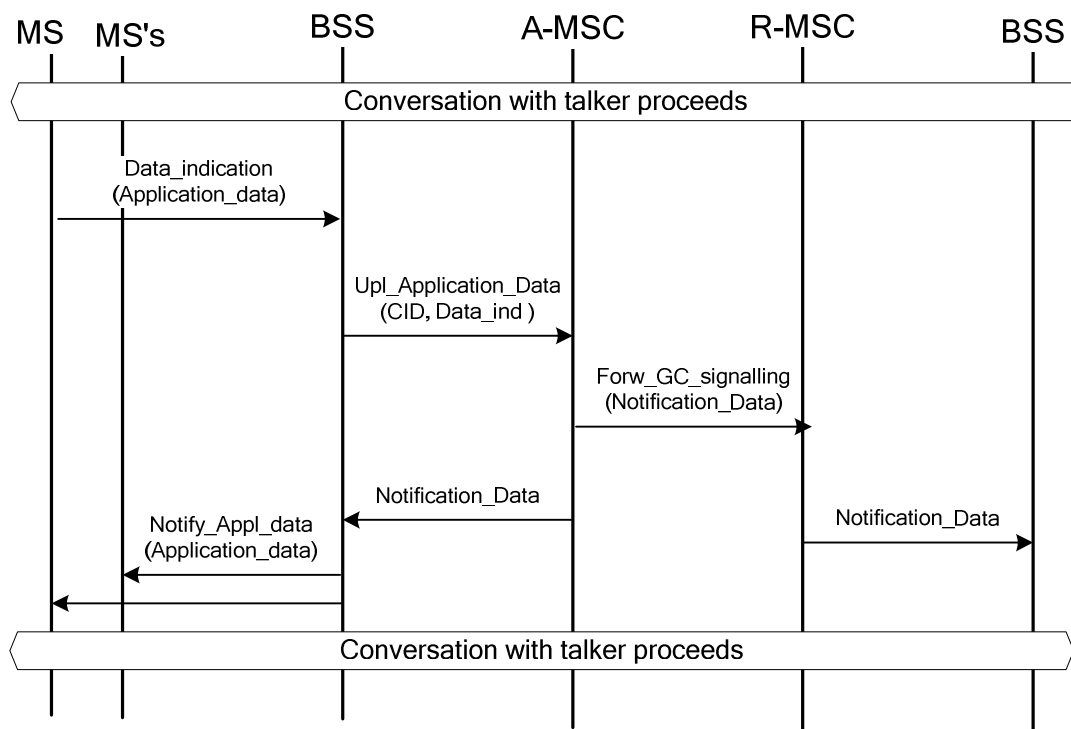 MS
MS's
BSS
A-MSC
R-MSC
BSS
Conversation with talker proceeds
Data_indication
(Application_data)
Upl_Application_Data
(CID, Data_ind )
Forw_GC_signalling
(Notification_Data)
Notification_Data
Notify_Appl_data
(Application_data)
Notification_Data
Conversation with talker proceeds